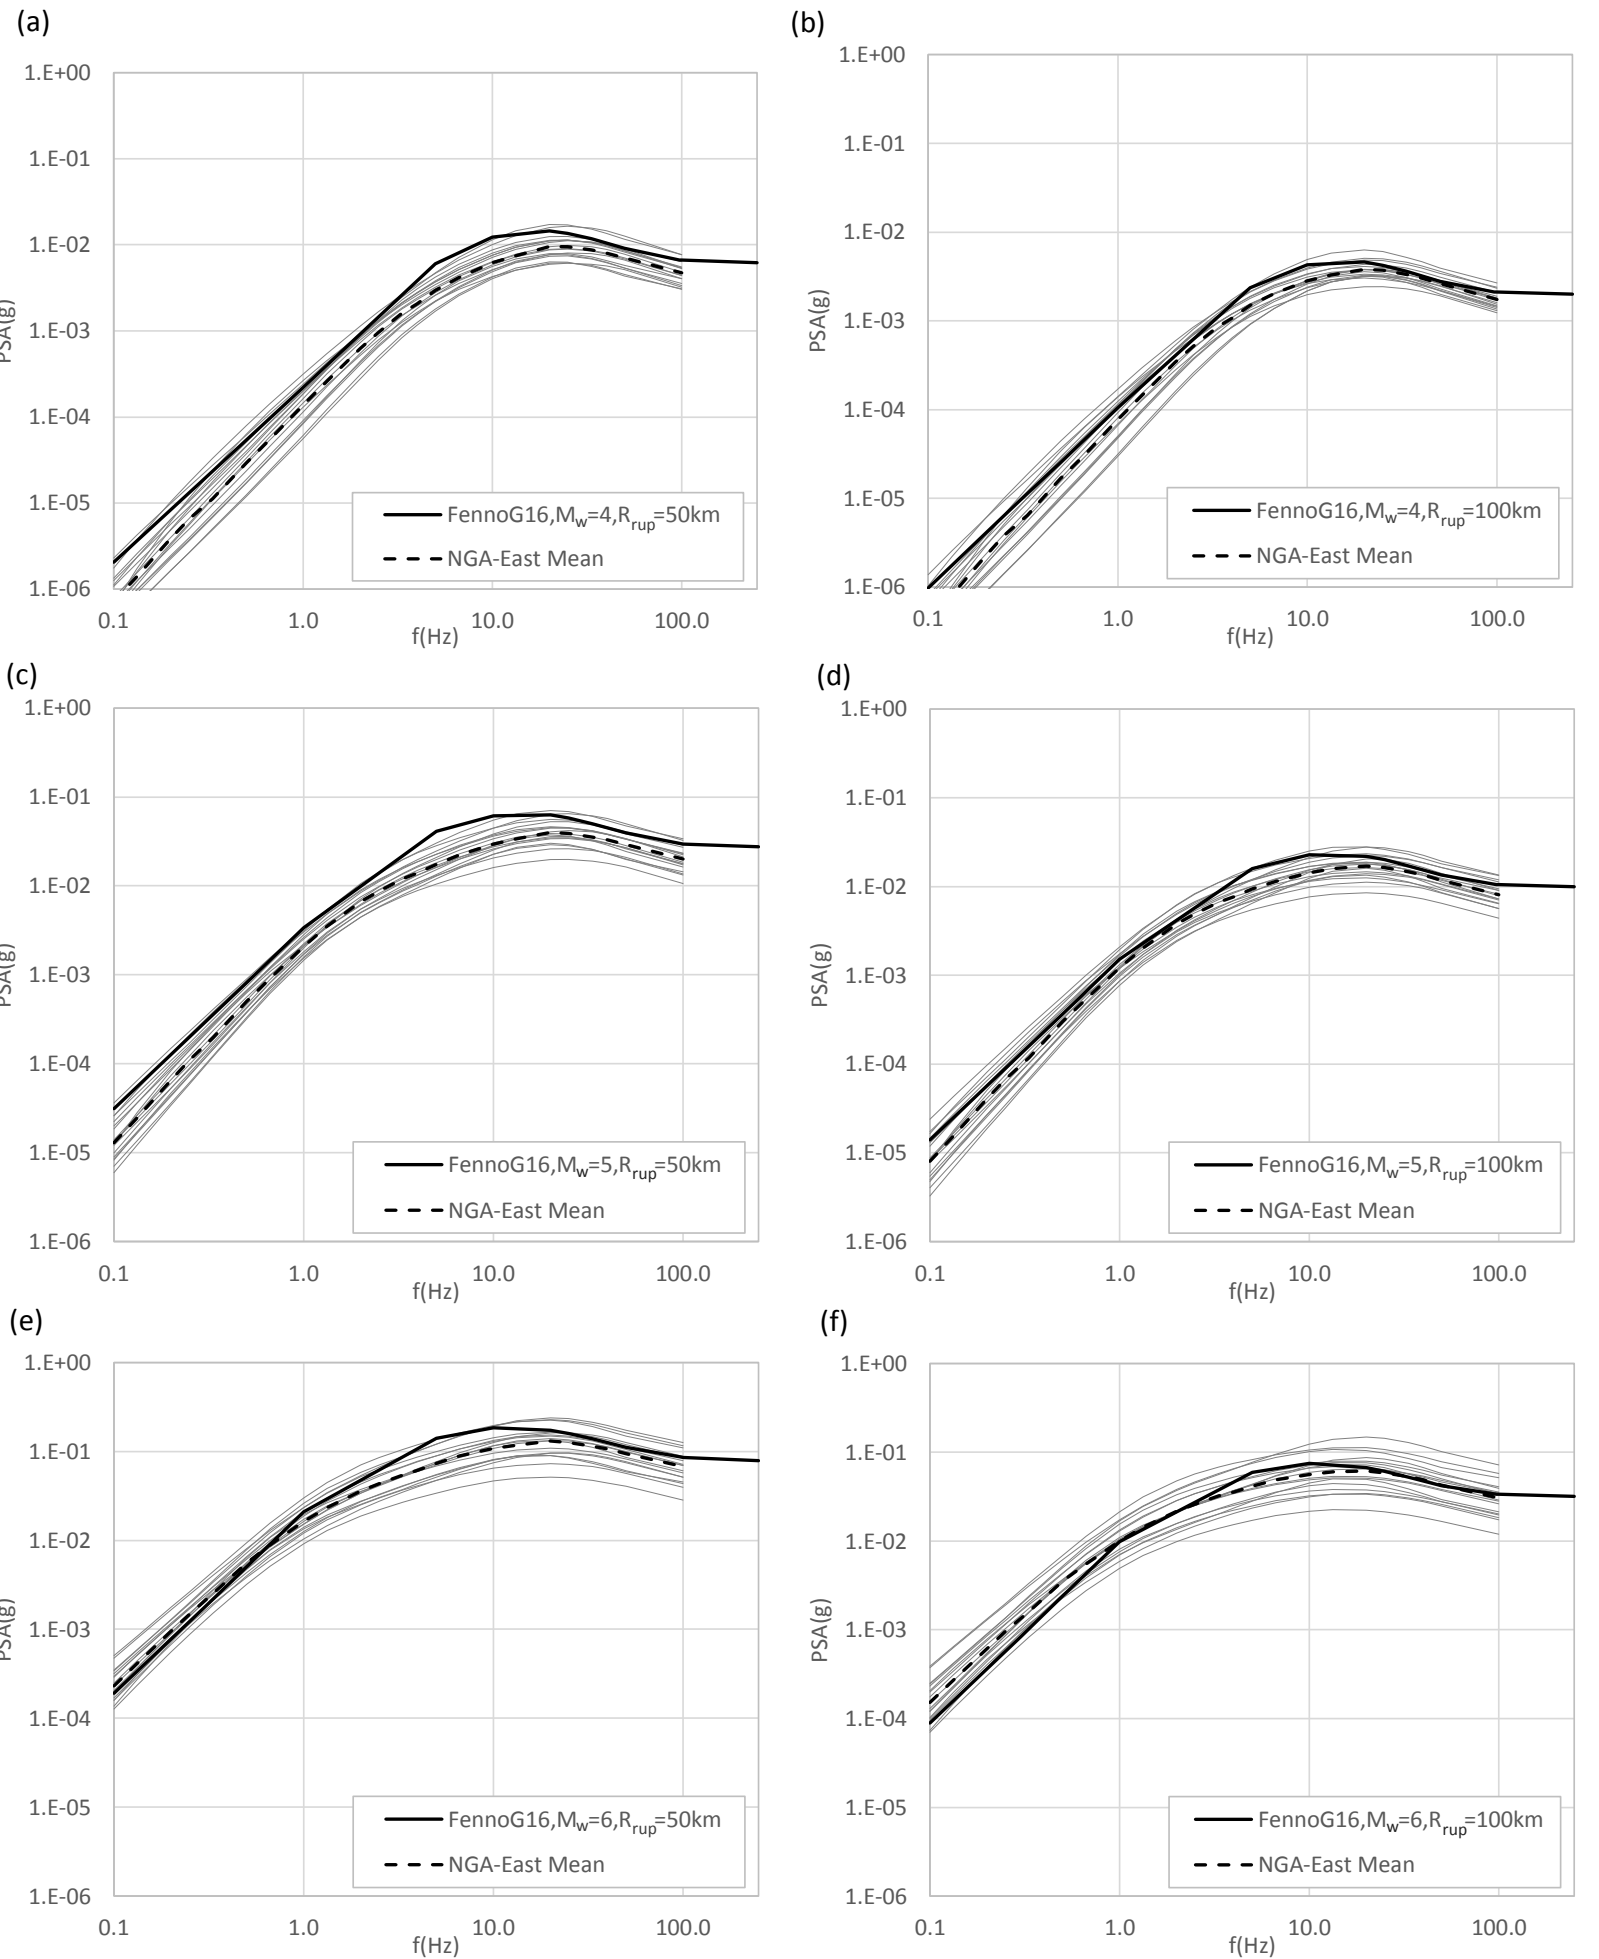 (a)
1.E+00
1.E-01
1.E-02
1.E-03
1.E-04
1.E-05
1.E-06
PSA(g)
0.1 1.0 10.0 100.0
f(Hz)
FennoG16,Mw=4,Rrup=50km
NGA-East Mean
(b)
1.E+00
1.E-01
1.E-02
1.E-03
1.E-04
1.E-05
1.E-06
PSA(g)
0.1 1.0 10.0 100.0
f(Hz)
FennoG16,Mw=4,Rrup=100km
NGA-East Mean
(c)
1.E+00
1.E-01
1.E-02
1.E-03
1.E-04
1.E-05
1.E-06
PSA(g)
0.1 1.0 10.0 100.0
f(Hz)
FennoG16,Mw=5,Rrup=50km
NGA-East Mean
(d)
1.E+00
1.E-01
1.E-02
1.E-03
1.E-04
1.E-05
1.E-06
PSA(g)
0.1 1.0 10.0 100.0
f(Hz)
FennoG16,Mw=5,Rrup=100km
NGA-East Mean
(e)
1.E+00
1.E-01
1.E-02
1.E-03
1.E-04
1.E-05
1.E-06
PSA(g)
0.1 1.0 10.0 100.0
f(Hz)
FennoG16,Mw=6,Rrup=50km
NGA-East Mean
(f)
1.E+00
1.E-01
1.E-02
1.E-03
1.E-04
1.E-05
1.E-06
PSA(g)
0.1 1.0 10.0 100.0
f(Hz)
FennoG16,Mw=6,Rrup=100km
NGA-East Mean